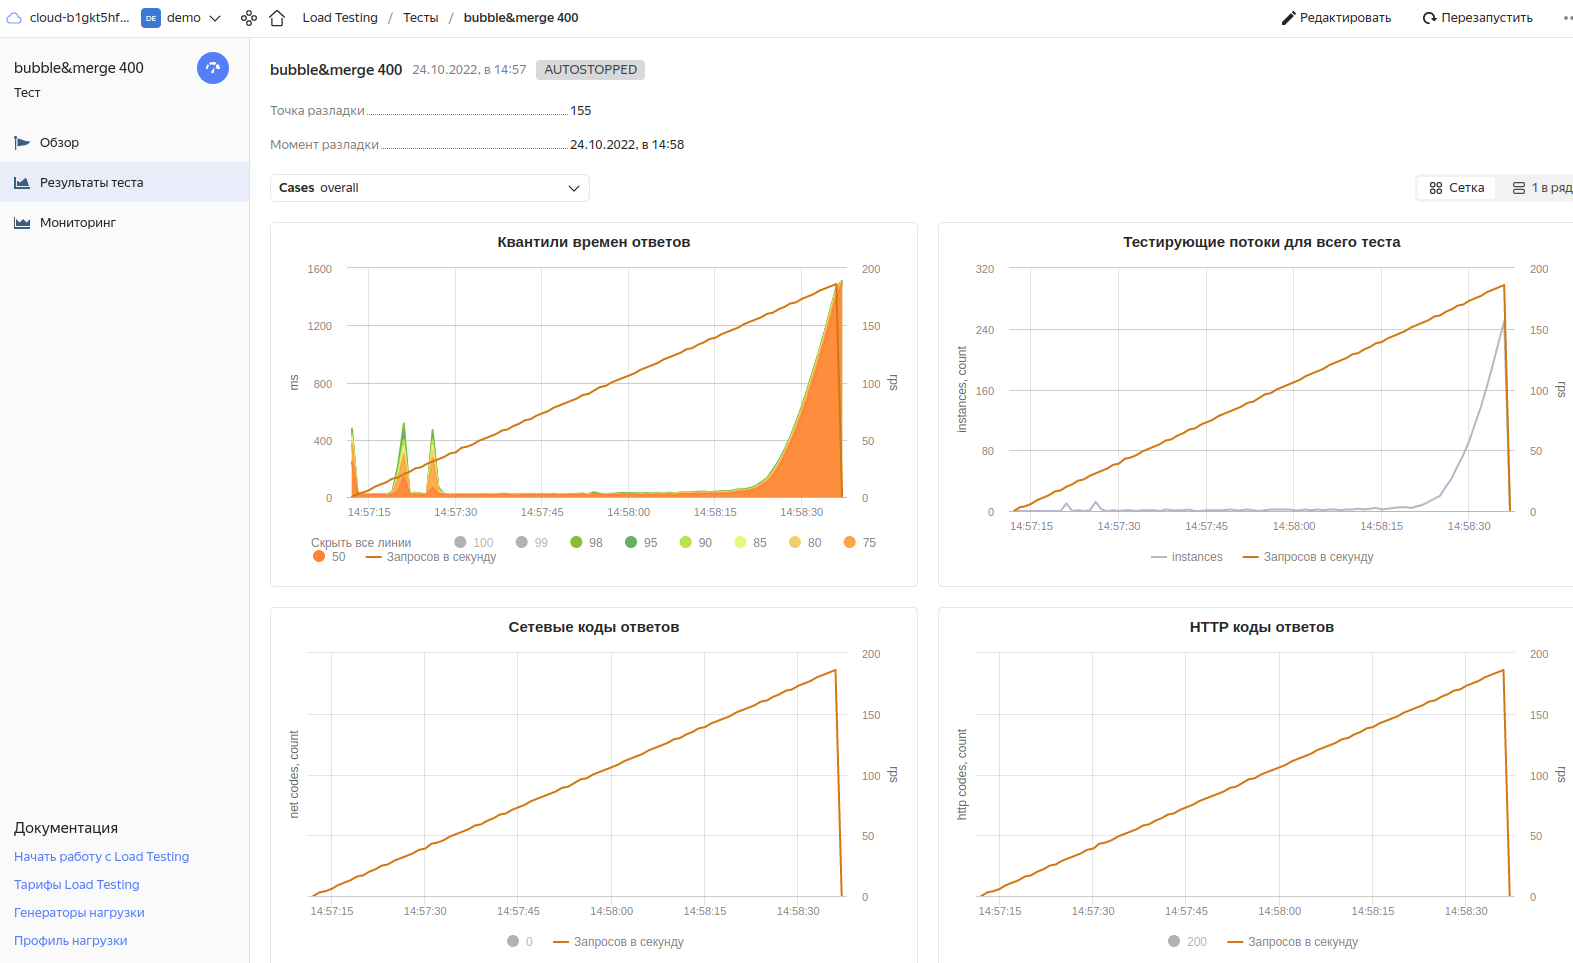 cloud-b1gkt5hf... DE demo Load Testing / Тесты / bubble&merge 400 Редактировать Перезапустить
bubble&merge 400
Тест
Обзор
Результаты теста
Мониторинг
Документация
Начать работу с Load Testing
Тарифы Load Testing
Генераторы нагрузки
Профиль нагрузки
bubble&merge 400 24.10.2022, в 14:57 AUTOSTOPPED
Точка разладки 155
Момент разладки 24.10.2022, в 14:58
Cases overall
Сетка 1 в ряд
Квантили времен ответов
1600 200
1200 150
800 100
400 50
0 0
ms
rps
14:57:15 14:57:30 14:57:45 14:58:00 14:58:15 14:58:30
Скрыть все линии 100 99 98 95 90 85 80 75
50 Запросов в секунду
Тестирующие потоки для всего теста
320 200
240 150
160 100
80 50
0 0
instances, count
rps
14:57:15 14:57:30 14:57:45 14:58:00 14:58:15 14:58:30
instances Запросов в секунду
Сетевые коды ответов
200
150
100
50
0
net codes, count
rps
14:57:15 14:57:30 14:57:45 14:58:00 14:58:15 14:58:30
0 Запросов в секунду
HTTP коды ответов
200
150
100
50
0
http codes, count
rps
14:57:15 14:57:30 14:57:45 14:58:00 14:58:15 14:58:30
200 Запросов в секунду